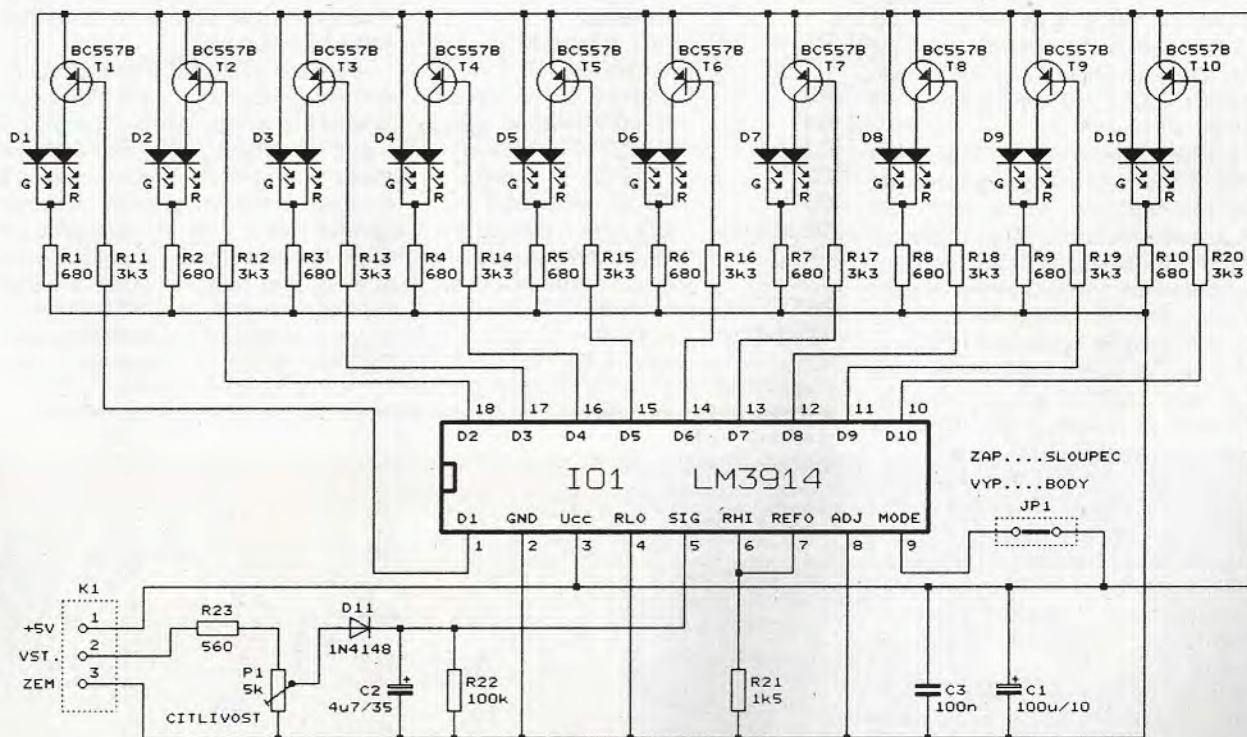 BC557B BC557B BC557B BC557B BC557B BC557B BC557B BC557B BC557B BC557B
T1 T2 T3 T4 T5 T6 T7 T8 T9 T10
D1 D2 D3 D4 D5 D6 D7 D8 D9 D10
G R G R G R G R G R G R G R G R G R G R
R1 R11 R2 R12 R3 R13 R4 R14 R5 R15 R6 R16 R7 R17 R8 R18 R9 R19 R10 R20
680 3k3 680 3k3 680 3k3 680 3k3 680 3k3 680 3k3 680 3k3 680 3k3 680 3k3 680 3k3
18 17 16 15 14 13 12 11 10
D2 D3 D4 D5 D6 D7 D8 D9 D10
IO1 LM3914
D1 GND Ucc RLO SIG RHI REFO ADJ MODE
1 2 3 4 5 6 7 8 9
ZAP....SLOUPEC
VYP....BODY
JP1
K1
+5V 1
VST. 2
ZEM 3
R23
560
P1
5k
CITLIVOST
D11
1N4148
C2
4u7/35
+
R22
100k
R21
1k5
C3
100n
+
C1
100u/10